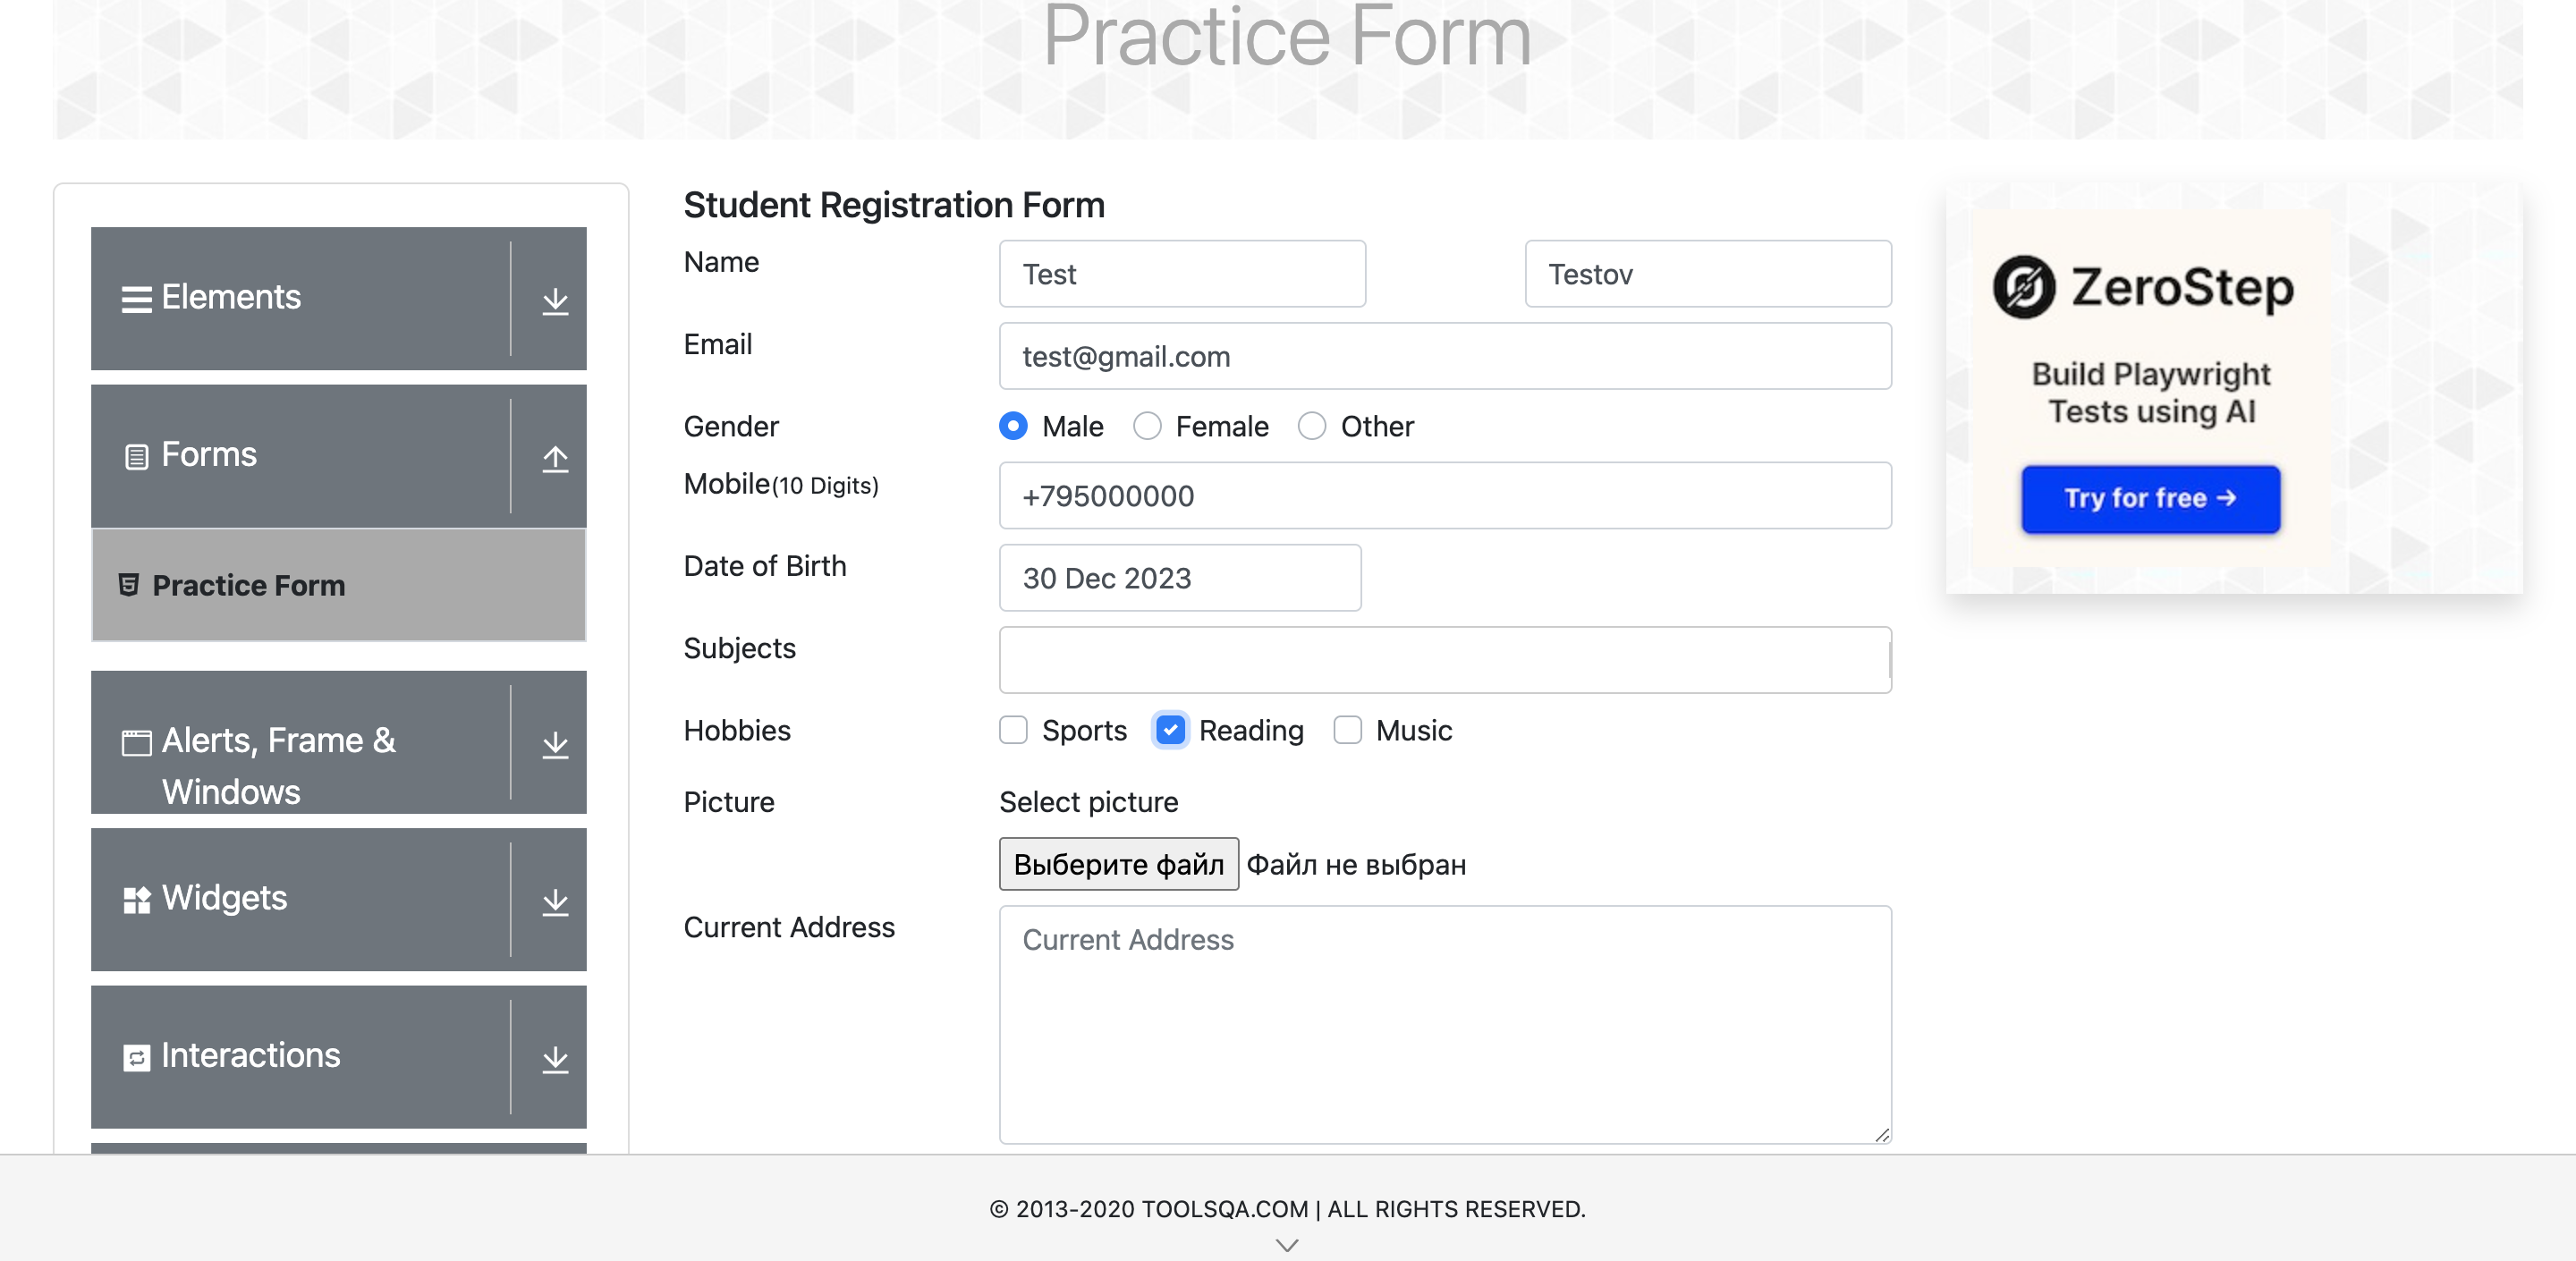 Practice Form
Elements
Forms
Practice Form
Alerts, Frame &
Windows
Widgets
Interactions
Student Registration Form
Name Test Testov
Email test@gmail.com
Gender Male Female Other
Mobile(10 Digits) +795000000
Date of Birth 30 Dec 2023
Subjects
Hobbies Sports Reading Music
Picture Select picture
Выберите файл Файл не выбран
Current Address Current Address
ZeroStep
Build Playwright
Tests using AI
Try for free →
© 2013-2020 TOOLSQA.COM | ALL RIGHTS RESERVED.